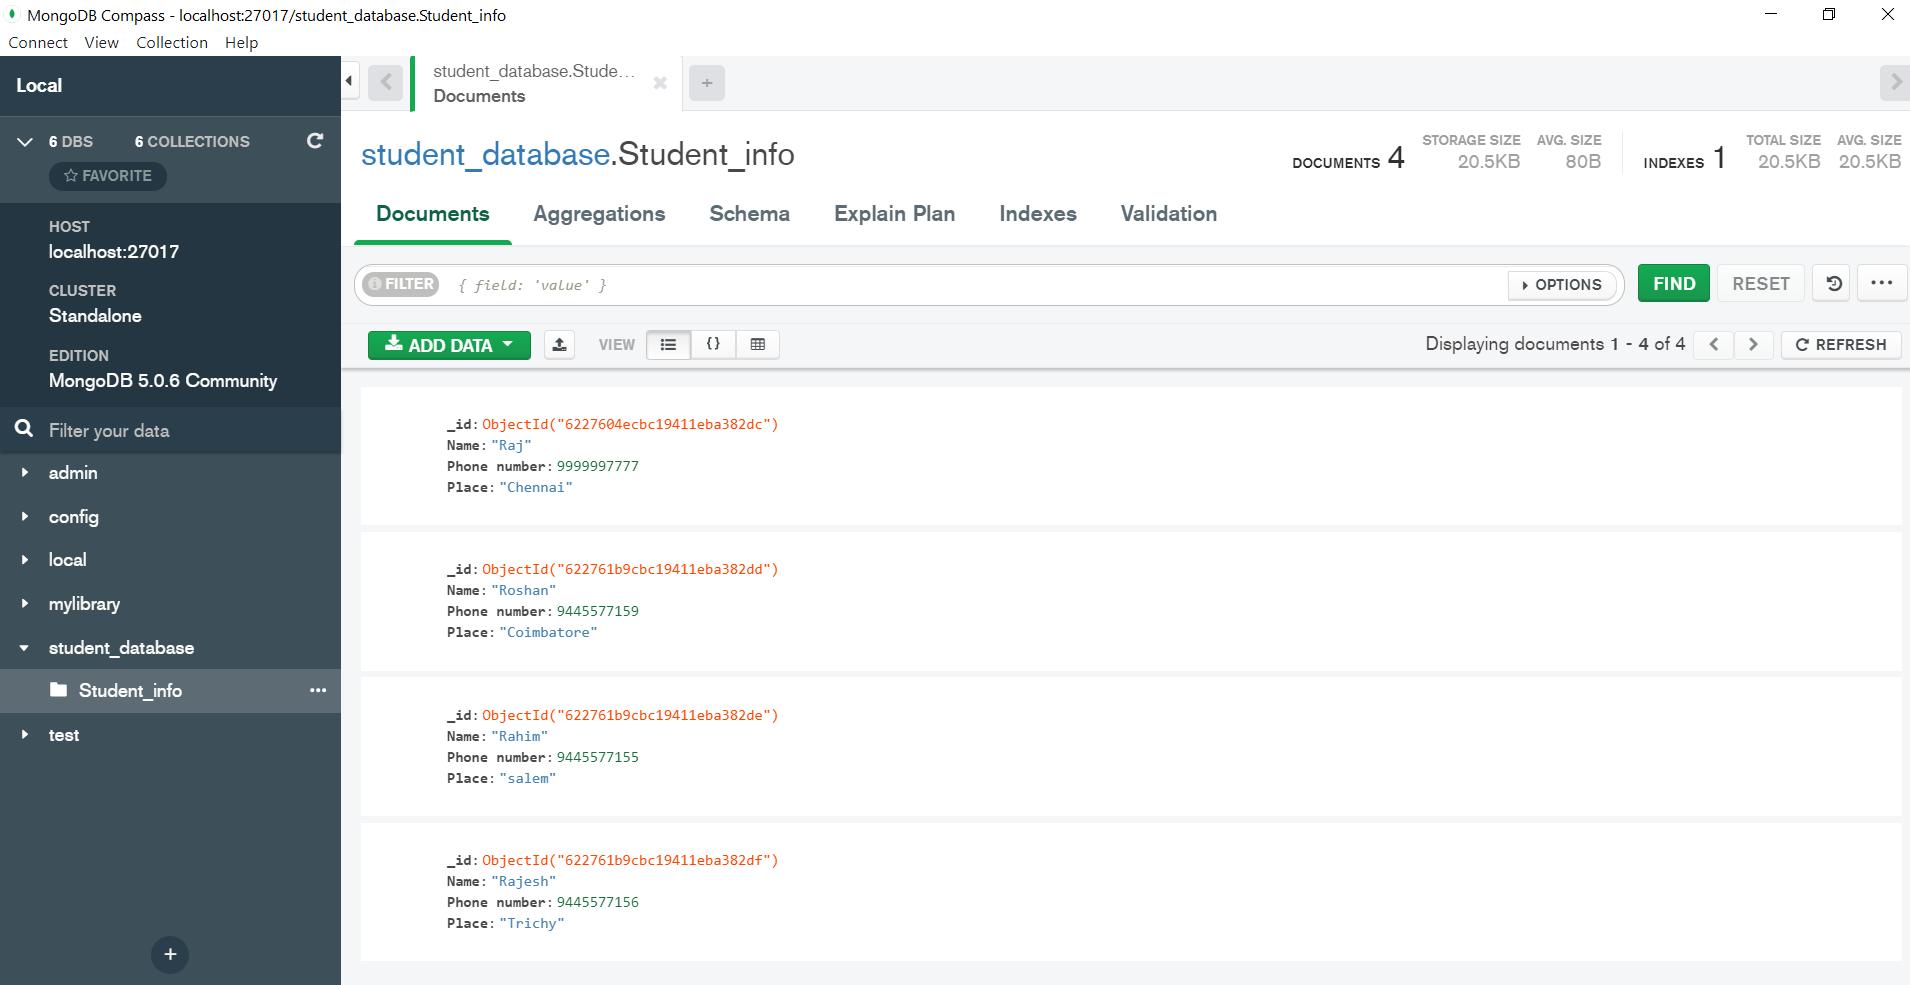 MongoDB Compass - localhost:27017/student_database.Student_info
Connect View Collection Help
Local
student_database.Stude...
Documents
6 DBS 6 COLLECTIONS
FAVORITE
student_database.Student_info
DOCUMENTS 4 STORAGE SIZE 20.5KB AVG. SIZE 80B INDEXES 1 TOTAL SIZE 20.5KB AVG. SIZE 20.5KB
Documents Aggregations Schema Explain Plan Indexes Validation
HOST
localhost:27017
CLUSTER
Standalone
EDITION
MongoDB 5.0.6 Community
Filter your data
admin
config
local
mylibrary
student_database
Student_info
test
FILTER { field: 'value' } OPTIONS FIND RESET
ADD DATA VIEW {} Displaying documents 1 - 4 of 4 REFRESH
_id: ObjectId("6227604ecbc19411eba382dc")
Name: "Raj"
Phone number: 9999997777
Place: "Chennai"
_id: ObjectId("622761b9cbc19411eba382dd")
Name: "Roshan"
Phone number: 9445577159
Place: "Coimbatore"
_id: ObjectId("622761b9cbc19411eba382de")
Name: "Rahim"
Phone number: 9445577155
Place: "salem"
_id: ObjectId("622761b9cbc19411eba382df")
Name: "Rajesh"
Phone number: 9445577156
Place: "Trichy"